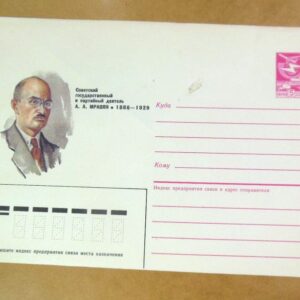 Советский
государственный
и партийный деятель
1886 • 1929
Куда
Кому
Индекс предприятия связи и адрес отправителя
пишите индекс предприятия связи места назначения